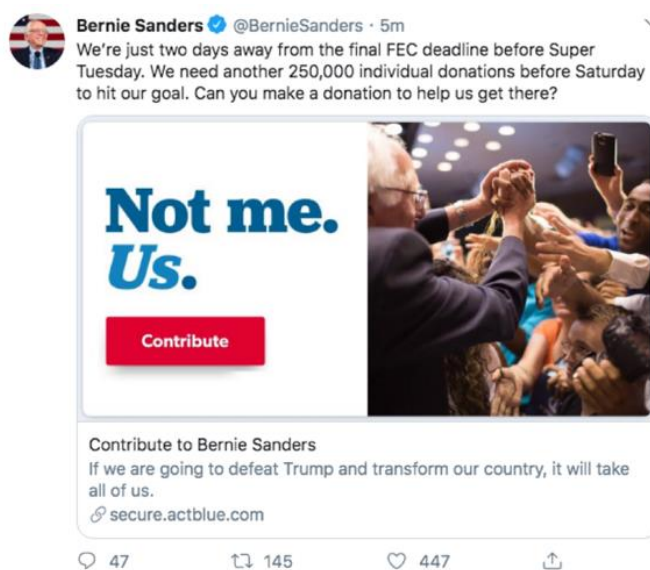 Bernie Sanders @BernieSanders · 5m
We're just two days away from the final FEC deadline before Super
Tuesday. We need another 250,000 individual donations before Saturday
to hit our goal. Can you make a donation to help us get there?
Not me.
Us.
Contribute
Contribute to Bernie Sanders
If we are going to defeat Trump and transform our country, it will take
all of us.
secure.actblue.com
47 145 447